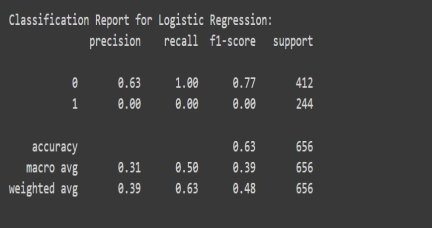 Classification Report for Logistic Regression:
precision recall f1-score support
0 0.63 1.00 0.77 412
1 0.00 0.00 0.00 244
accuracy 0.63 656
macro avg 0.31 0.50 0.39 656
weighted avg 0.39 0.63 0.48 656